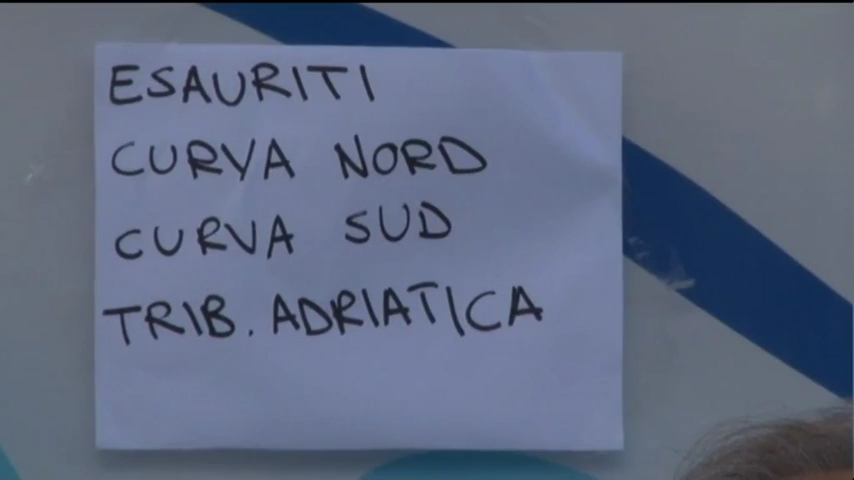 ESAURITI
CURVA NORD
CURVA SUD
TRIB. ADRIATICA